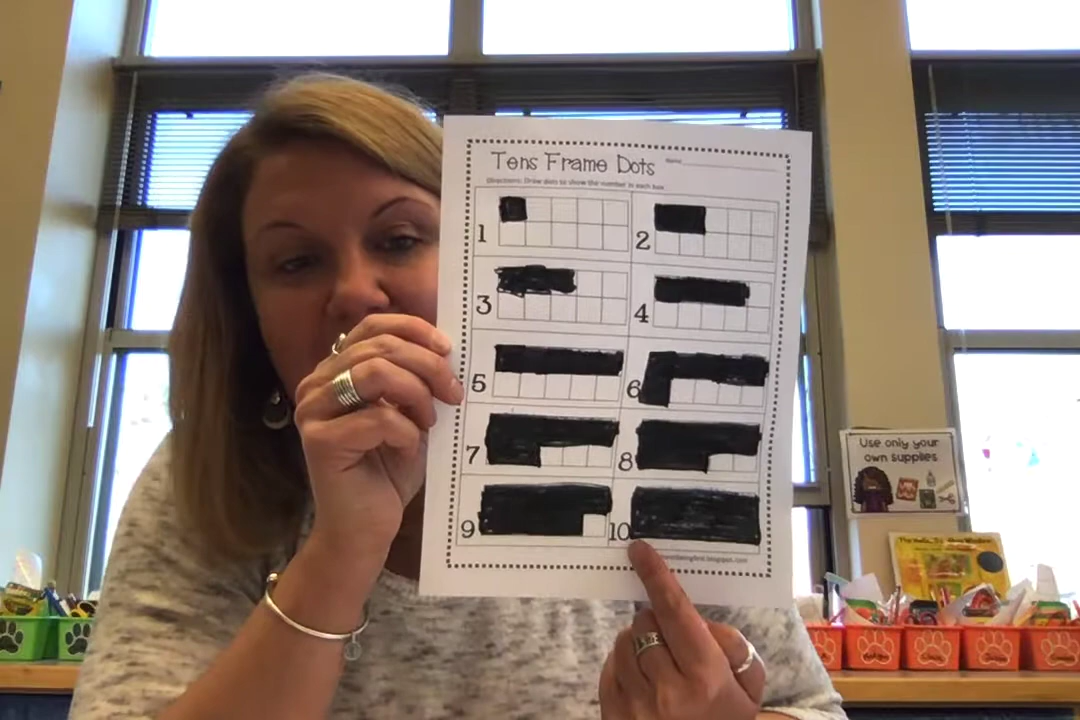 Tens Frame Dots
Name
Directions: Draw dots to show the number in each box.
1
2
3
4
5
6
7
8
9
10
Use only your
own supplies